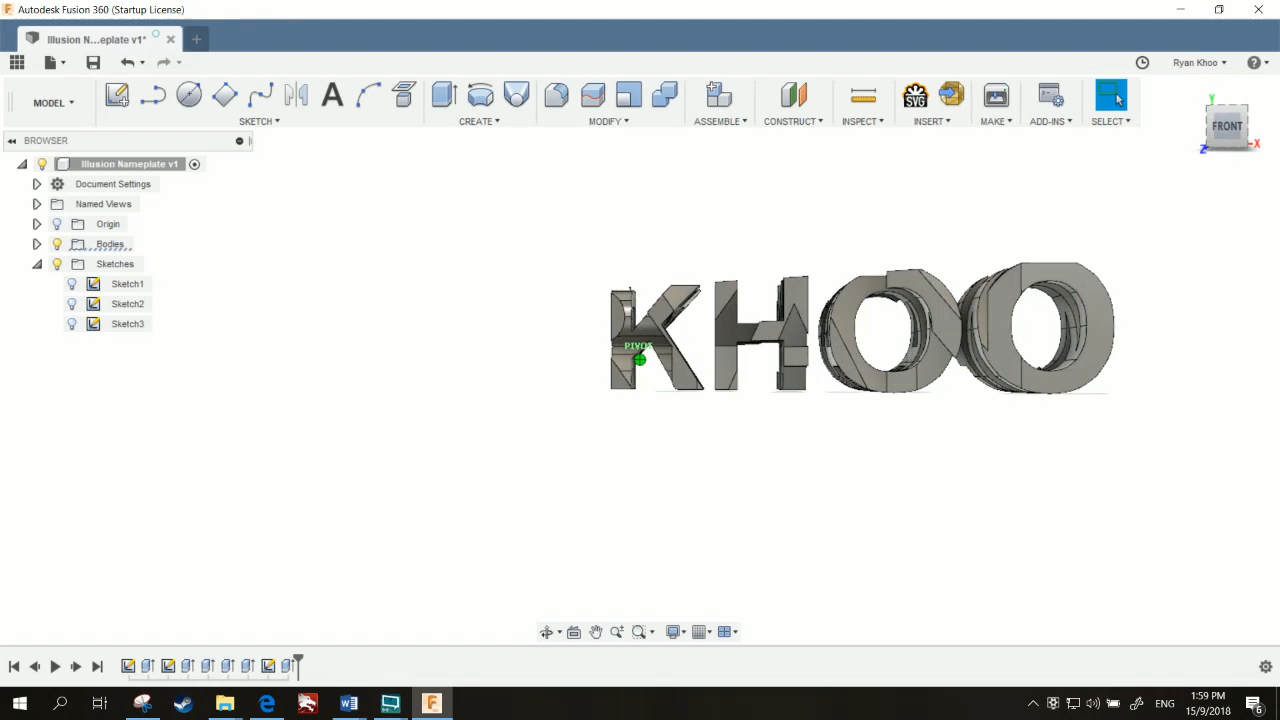 Autodesk Fusion 360 (Startup License)
Illusion N...eplate v1*
Ryan Khoo
MODEL
SKETCH
CREATE
MODIFY
ASSEMBLE
CONSTRUCT
INSPECT
SVG
INSERT
MAKE
ADD-INS
SELECT
Y
FRONT
Z
X
BROWSER
Illusion Nameplate v1
Document Settings
Named Views
Origin
Bodies
Sketches
Sketch1
Sketch2
Sketch3
KHOO
PIVOT
ENG
1:59 PM
15/9/2018
6